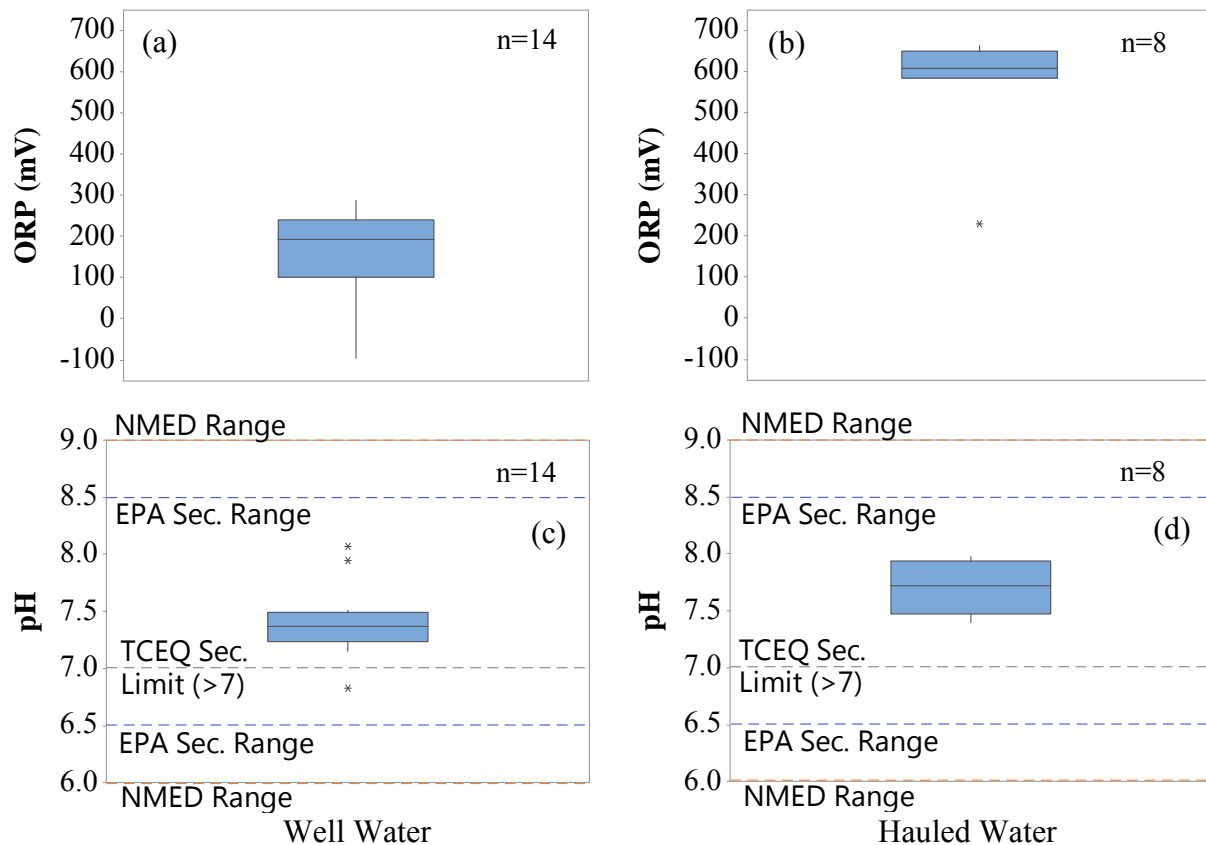 (a)
n=14
ORP (mV)
700
600
500
400
300
200
100
0
-100
(b)
n=8
ORP (mV)
700
600
500
400
300
200
100
0
-100
NMED Range
n=14
EPA Sec. Range
(c)
TCEQ Sec.
Limit (>7)
EPA Sec. Range
NMED Range
pH
9.0
8.5
8.0
7.5
7.0
6.5
6.0
Well Water
NMED Range
n=8
EPA Sec. Range
(d)
TCEQ Sec.
Limit (>7)
EPA Sec. Range
NMED Range
pH
9.0
8.5
8.0
7.5
7.0
6.5
6.0
Hauled Water